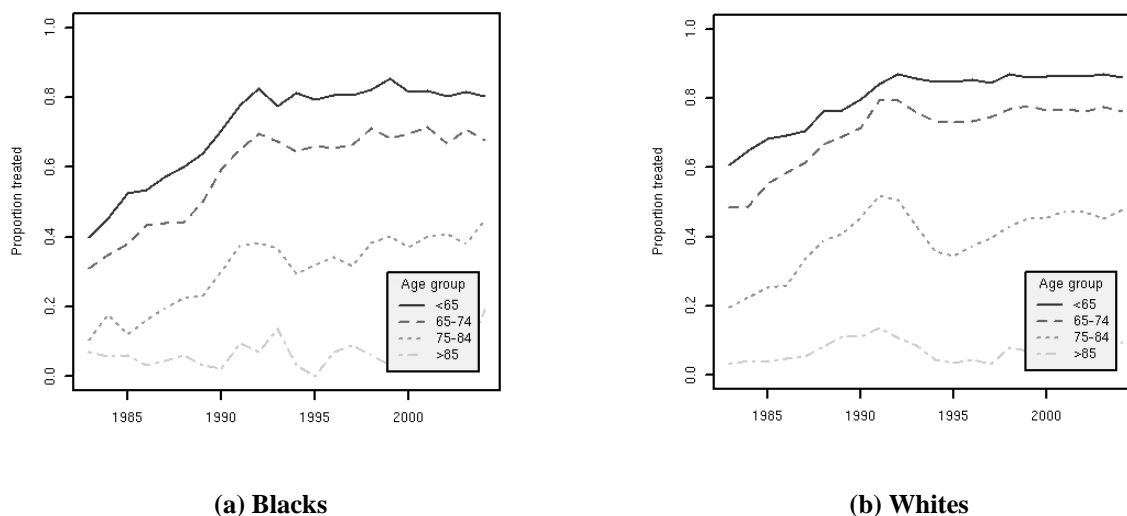 1.0
0.8
0.6
0.4
0.2
0.0
Proportion treated
Age group
<65
65-74
75-84
>85
1985 1990 1995 2000
(a) Blacks
1.0
0.8
0.6
0.4
0.2
0.0
Proportion treated
Age group
<65
65-74
75-84
>85
1985 1990 1995 2000
(b) Whites